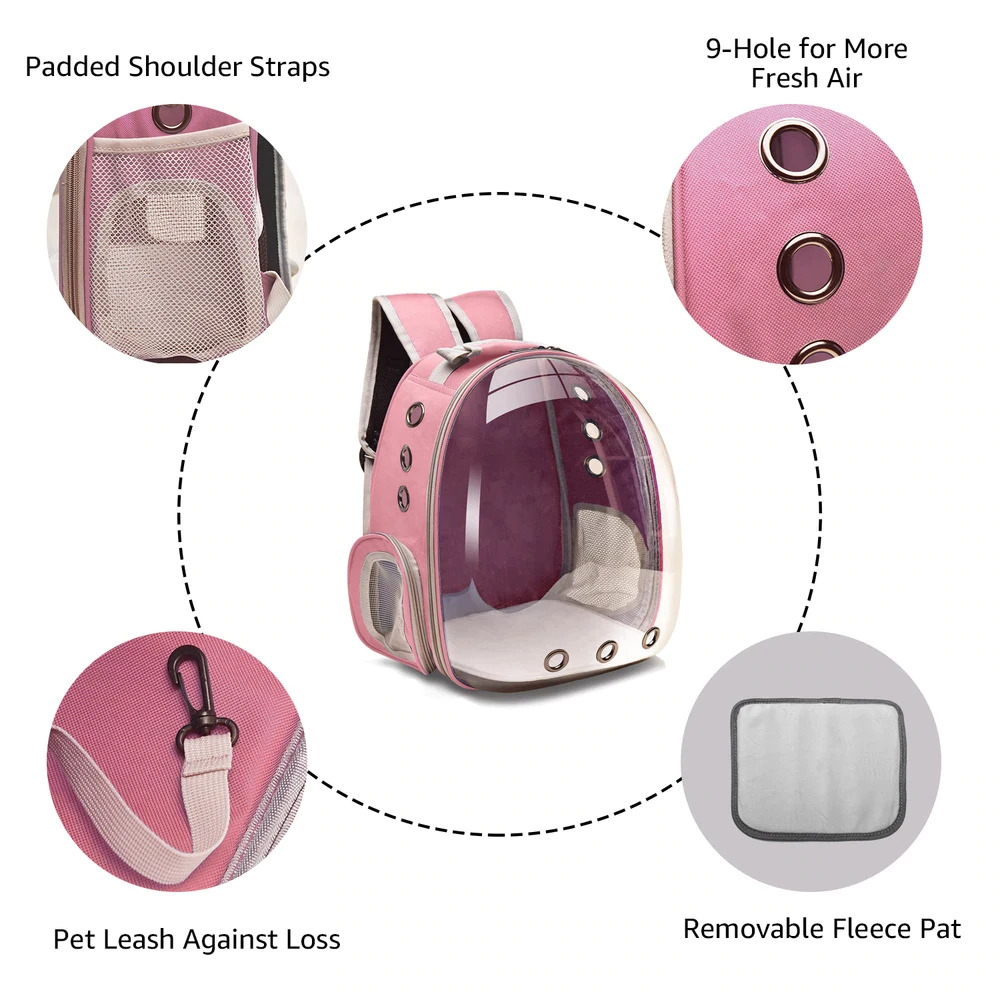 Padded Shoulder Straps
9-Hole for More
Fresh Air
Pet Leash Against Loss
Removable Fleece Pat